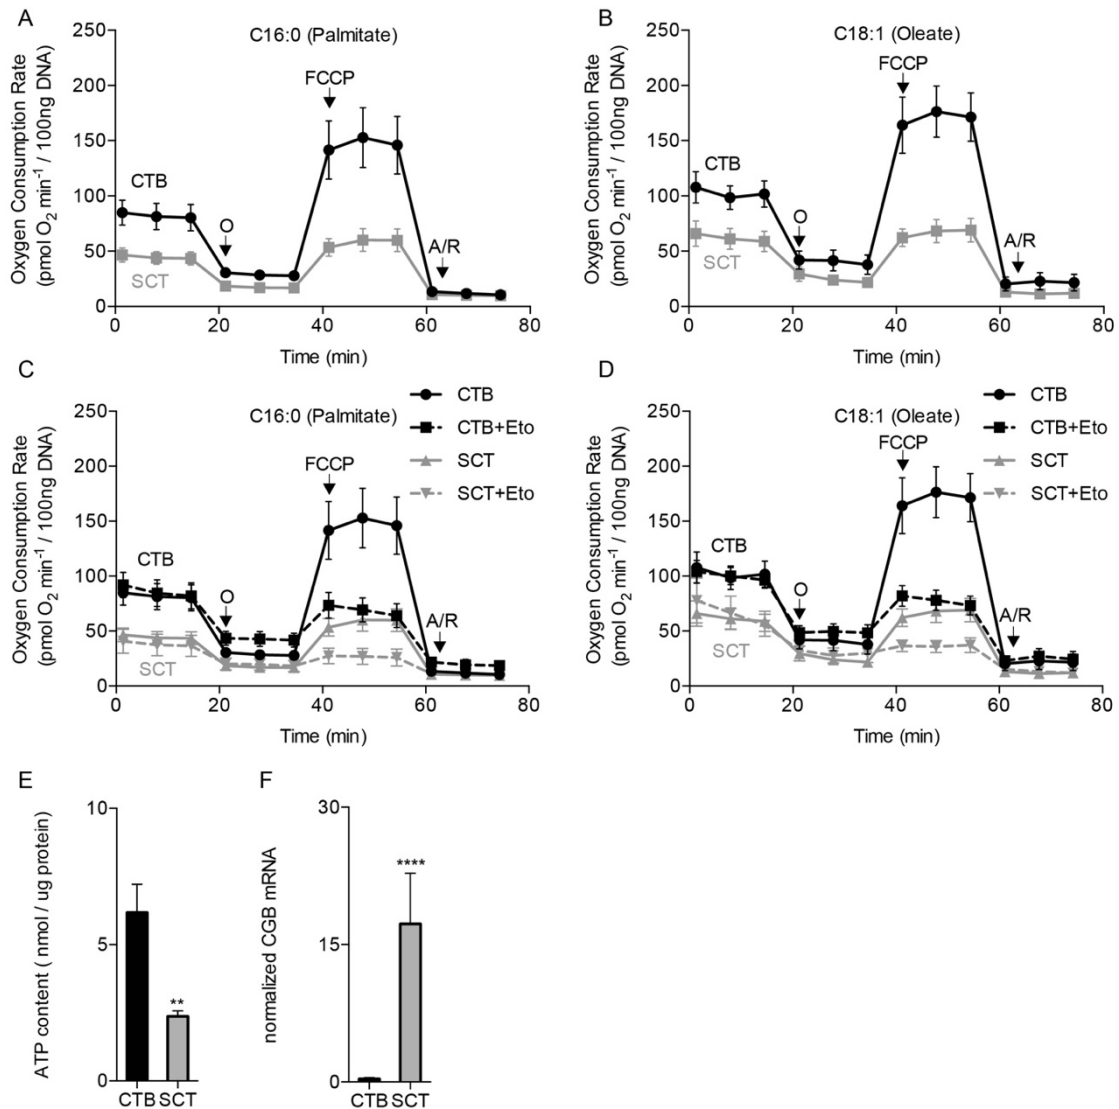 A
C16:0 (Palmitate)
Oxygen Consumption Rate
(pmol O2 min-1 / 100ng DNA)
250
200
150
100
50
0
FCCP
CTB
O
SCT
A/R
0 20 40 60 80
Time (min)
B
C18:1 (Oleate)
Oxygen Consumption Rate
(pmol O2 min-1 / 100ng DNA)
250
200
150
100
50
0
FCCP
CTB
O
SCT
A/R
0 20 40 60 80
Time (min)
C
C16:0 (Palmitate)
Oxygen Consumption Rate
(pmol O2 min-1 / 100ng DNA)
250
200
150
100
50
0
CTB
CTB+Eto
SCT
SCT+Eto
FCCP
CTB
O
SCT
A/R
0 20 40 60 80
Time (min)
D
C18:1 (Oleate)
Oxygen Consumption Rate
(pmol O2 min-1 / 100ng DNA)
250
200
150
100
50
0
CTB
CTB+Eto
SCT
SCT+Eto
FCCP
CTB
O
SCT
A/R
0 20 40 60 80
Time (min)
E
ATP content ( nmol / ug protein)
10
5
0
**
CTB SCT
F
normalized CGB mRNA
30
15
0
****
CTB SCT